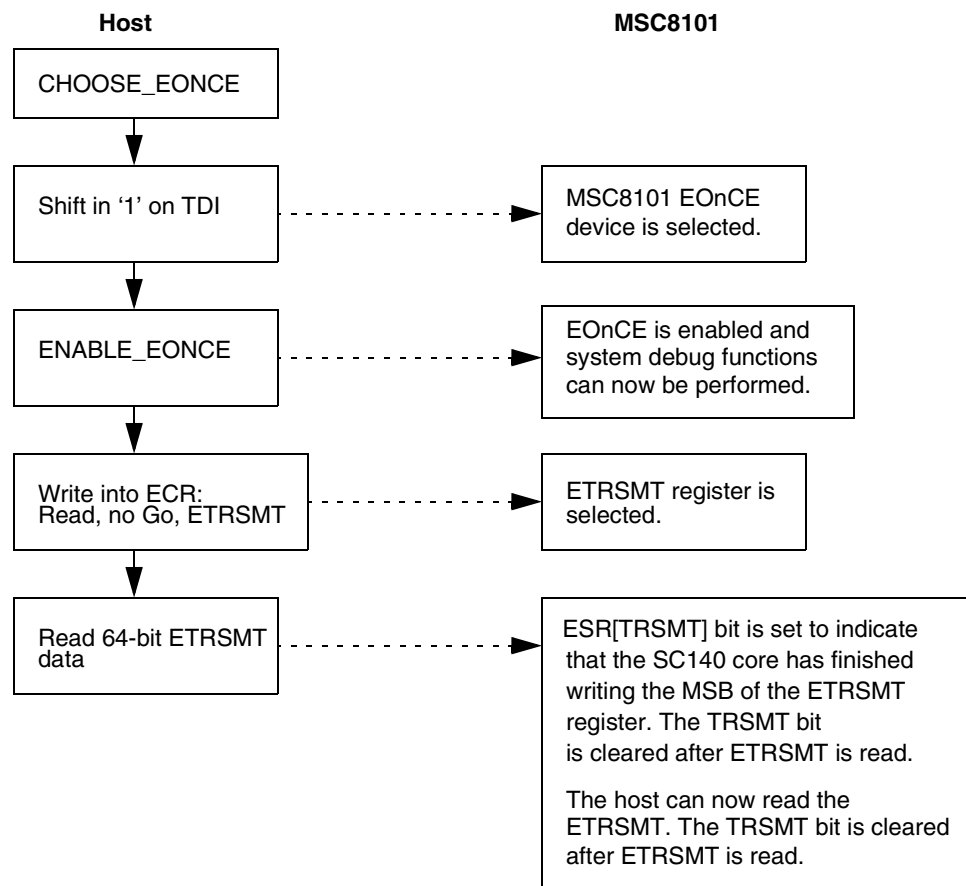 Host
MSC8101
CHOOSE_EONCE
Shift in ‘1’ on TDI
MSC8101 EOnCE
device is selected.
ENABLE_EONCE
EOnCE is enabled and
system debug functions
can now be performed.
Write into ECR:
Read, no Go, ETRSMT
ETRSMT register is
selected.
Read 64-bit ETRSMT
data
ESR[TRSMT] bit is set to indicate
that the SC140 core has finished
writing the MSB of the ETRSMT
register. The TRSMT bit
is cleared after ETRSMT is read.
The host can now read the
ETRSMT. The TRSMT bit is cleared
after ETRSMT is read.